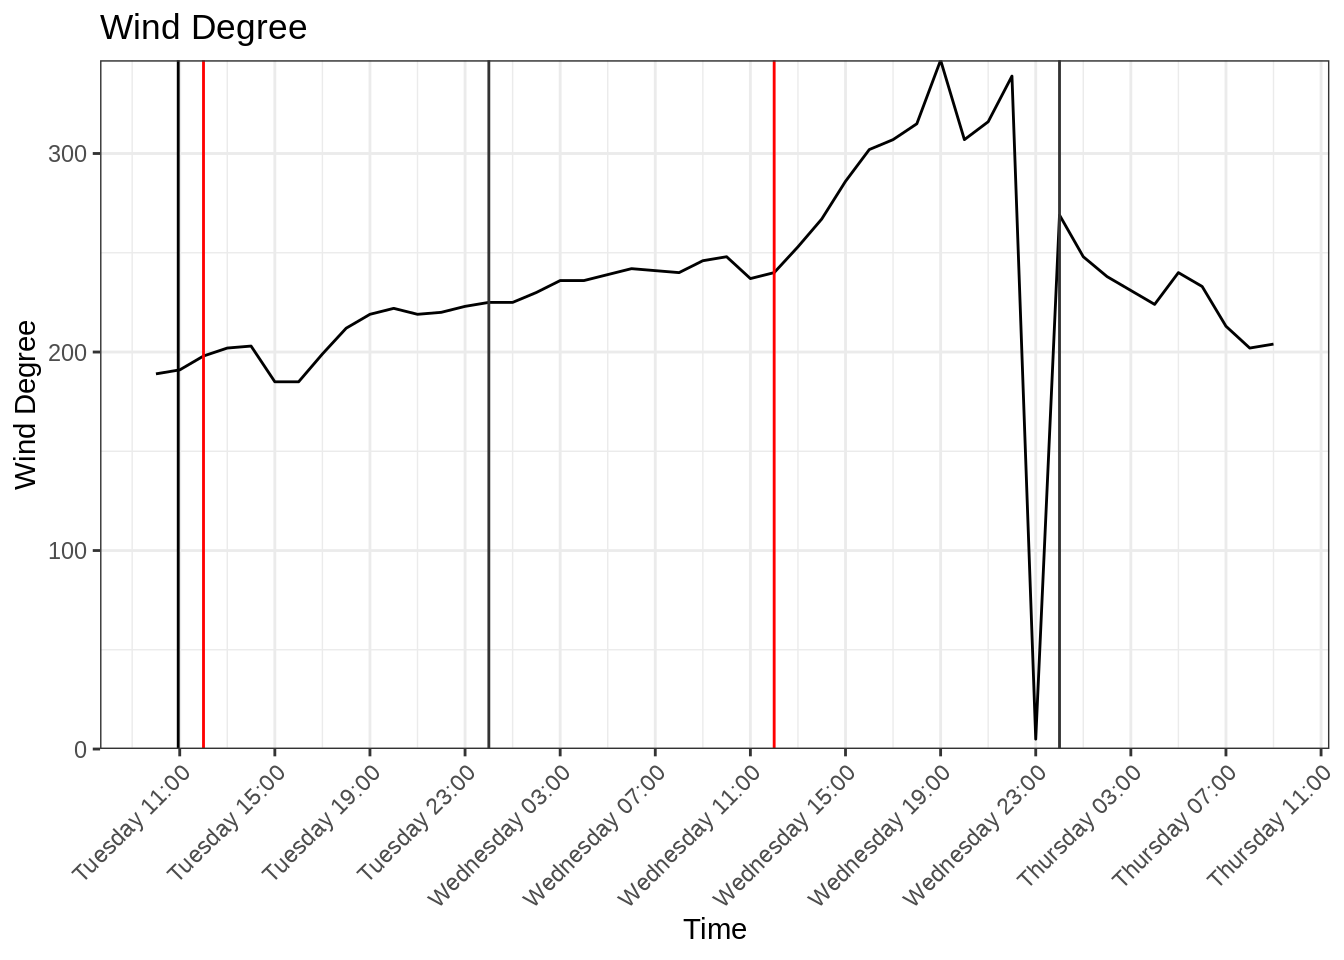 Wind Degree
Wind Degree
300
200
100
0
Tuesday 11:00
Tuesday 15:00
Tuesday 19:00
Tuesday 23:00
Wednesday 03:00
Wednesday 07:00
Wednesday 11:00
Wednesday 15:00
Wednesday 19:00
Wednesday 23:00
Thursday 03:00
Thursday 07:00
Thursday 11:00
Time